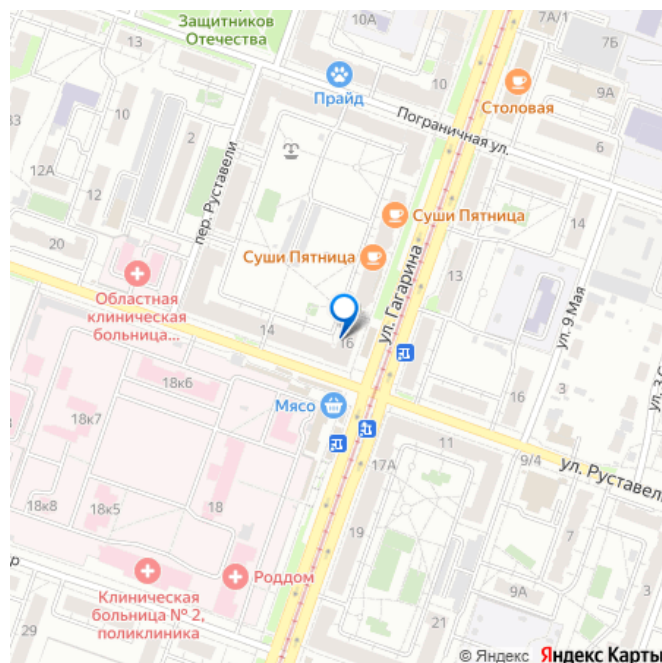 Защитников
Отечества
10А
7А/1
7Б
13
Прайд
10
Столовая
9А
33
10
2
Пограничная ул.
6
12А
12
пер. Руставели
Суши Пятница
14
20
Суши Пятница
ул. Гагарина
13
Областная
клиническая
больница...
14
16
ул. 9 Мая
18к6
Мясо
16
3
18к7
11
17А
9/4
ул. Руставели
18к8
18к5
18
19
7
Роддом
Клиническая
больница № 2,
поликлиника
9А
29
16
21
6
© Яндекс Яндекс Карты